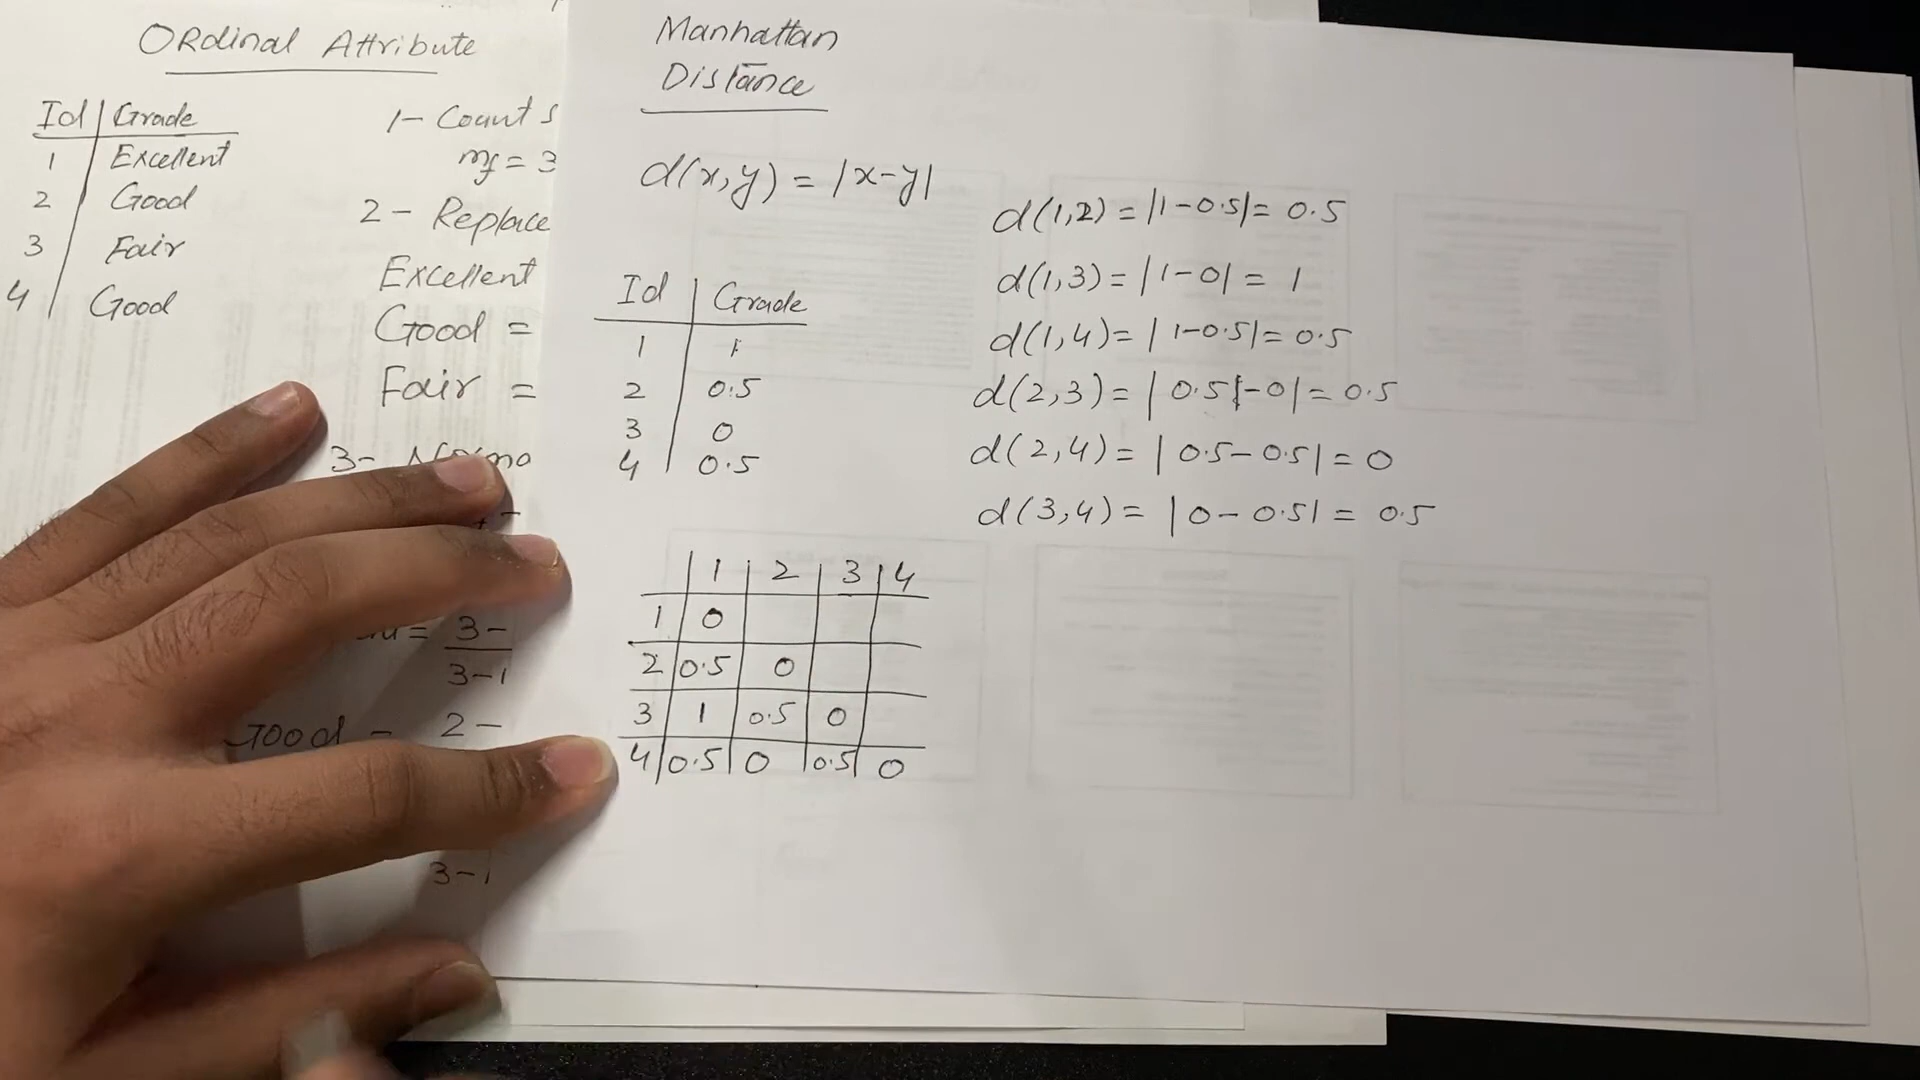 ORdinal Attribute
Id | Grade
1 | Excellent
2 | Good
3 | Fair
4 | Good
1- Count
mf = 3
2- Replace
Excellent
Good =
Fair =
3-
= 3-
3-1
Good - 2-
3-1
Manhattan
Distance
d(x,y) = |x-y|
Id | Grade
1 | 1
2 | 0.5
3 | 0
4 | 0.5
| 1 | 2 | 3 | 4
1 | 0
2 | 0.5 | 0
3 | 1 | 0.5 | 0
4 | 0.5 | 0 | 0.5 | 0
d(1,2) = |1-0.5| = 0.5
d(1,3) = |1-0| = 1
d(1,4) = |1-0.5| = 0.5
d(2,3) = |0.5-0| = 0.5
d(2,4) = |0.5-0.5| = 0
d(3,4) = |0-0.5| = 0.5